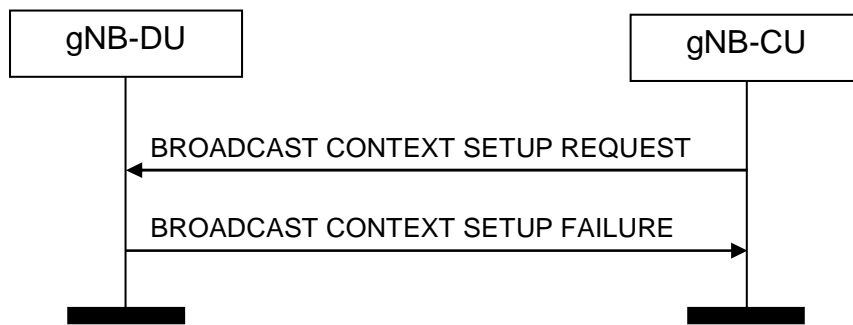 gNB-DU
gNB-CU
BROADCAST CONTEXT SETUP REQUEST
BROADCAST CONTEXT SETUP FAILURE